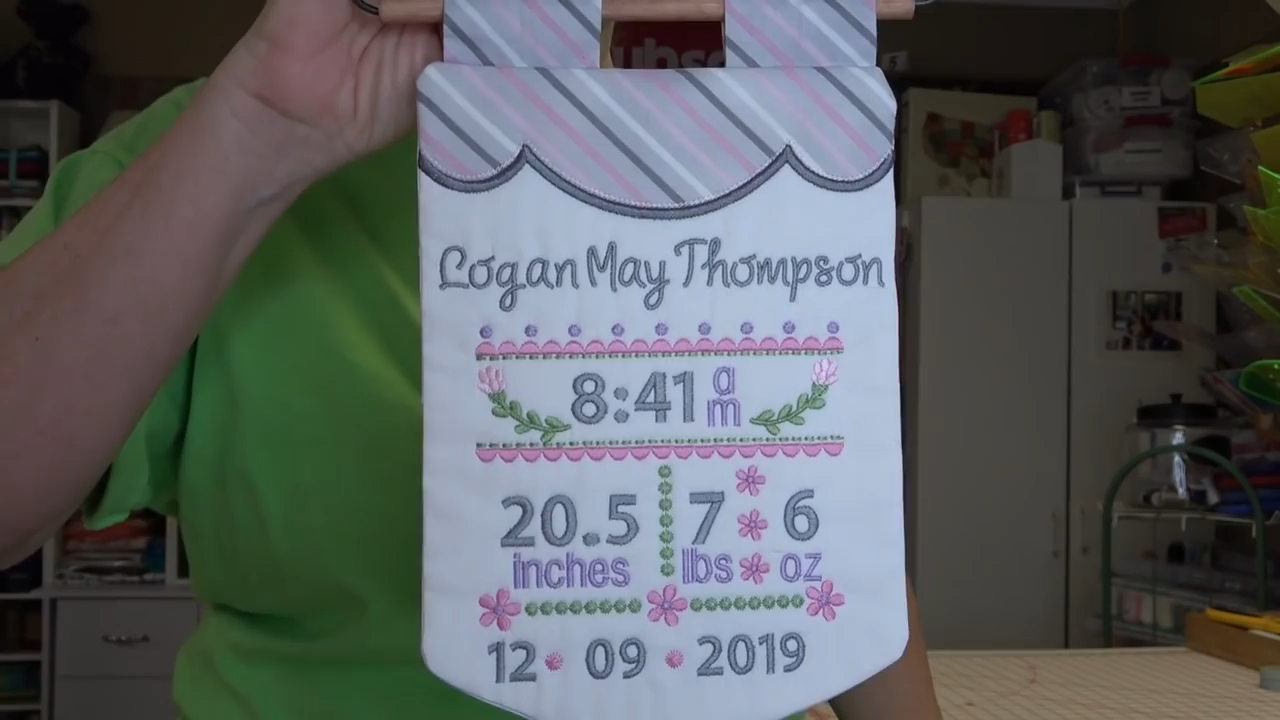 Logan May Thompson
8:41 am
20.5 7 6
inches lbs oz
12 09 2019